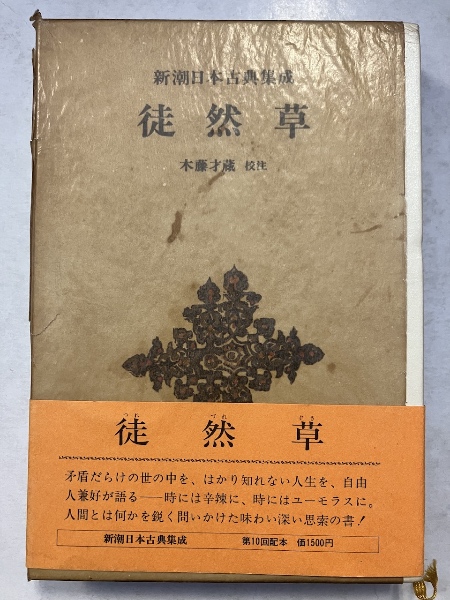 新潮日本古典集成
徒然草
木藤才蔵 校注
つれ づれ ぐさ
徒然草
矛盾だらけの世の中を、はかり知れない人生を、自由
人兼好が語る——時には辛辣に、時にはユーモラスに。
人間とは何かを鋭く問いかけた味わい深い思索の書!
新潮日本古典集成 第10回配本 価1500円